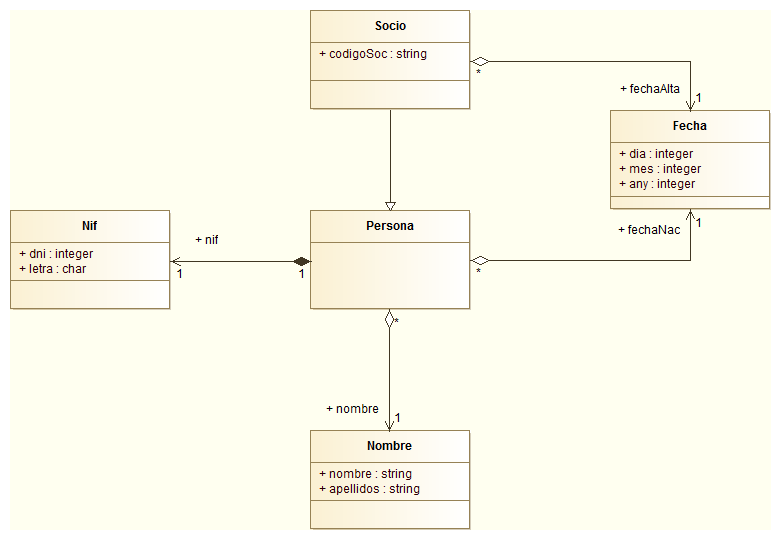 Socio
+ codigoSoc : string
*
+ fechaAlta
1
Fecha
+ dia : integer
+ mes : integer
+ any : integer
Nif
+ dni : integer
+ letra : char
+ nif
1
1
Persona
*
+ fechaNac
1
*
+ nombre
1
Nombre
+ nombre : string
+ apellidos : string